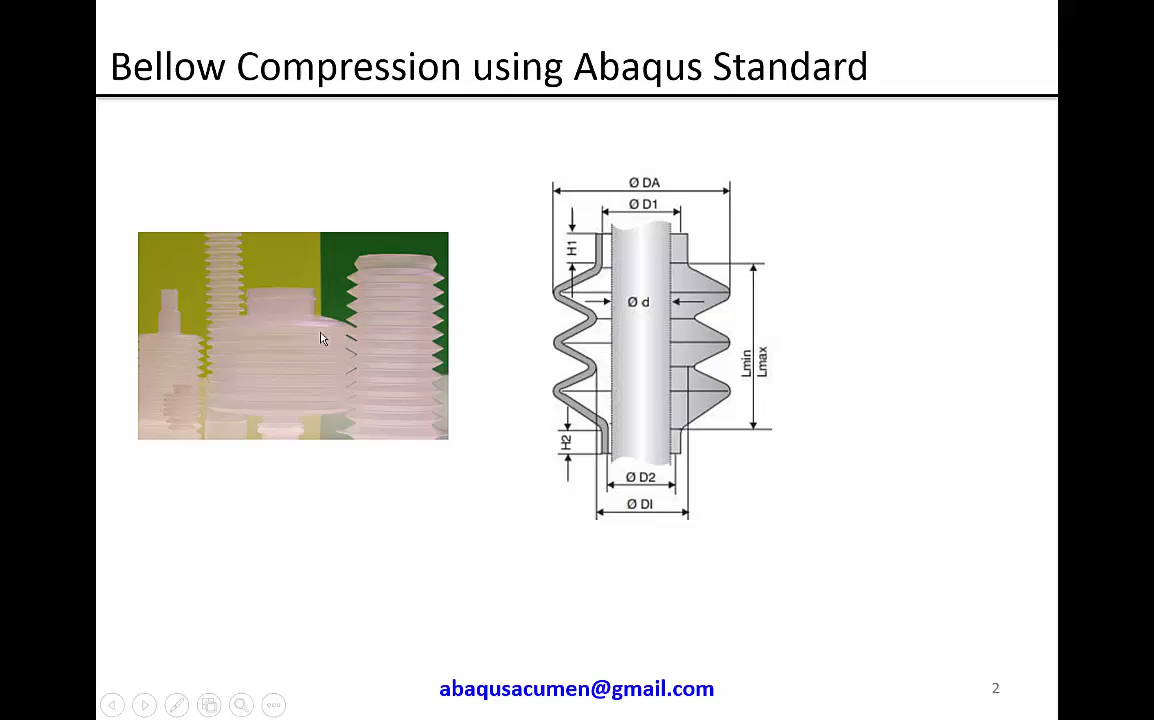 Bellow Compression using Abaqus Standard
Ø DA
Ø D1
H1
Ø d
Lmin
Lmax
H2
Ø D2
Ø DI
abaqusacumen@gmail.com
2